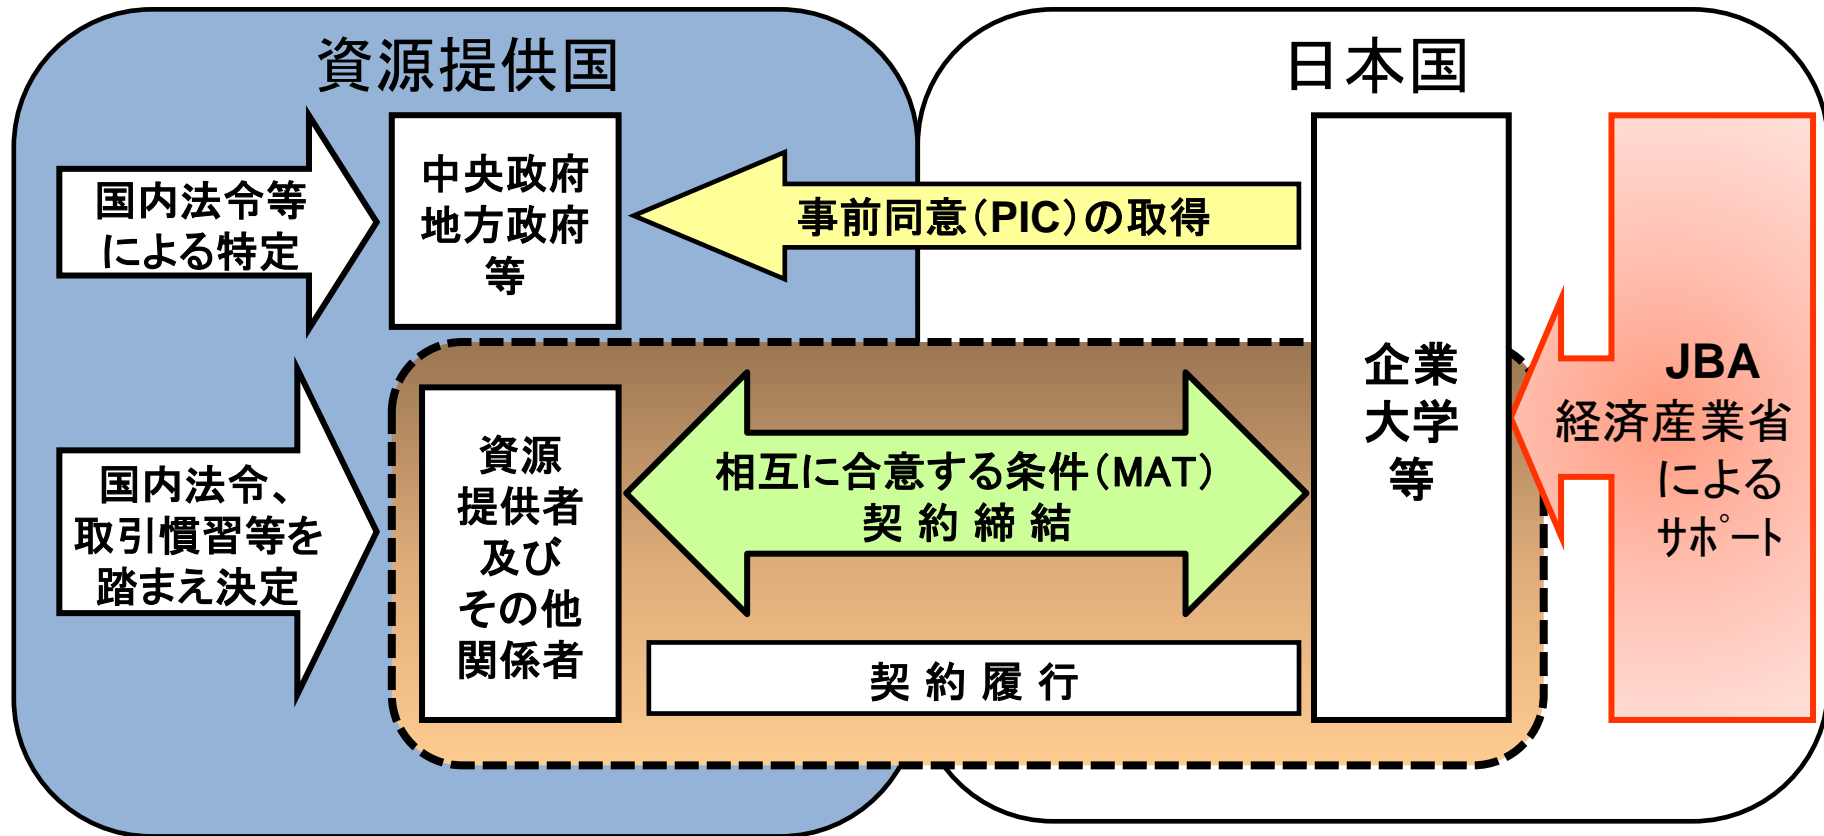 資源提供国
日本国
国内法令等
による特定
中央政府
地方政府
等
事前同意（PIC）の取得
国内法令、
取引慣習等を
踏まえ決定
資源
提供者
及び
その他
関係者
相互に合意する条件（MAT）
契約締結
契約履行
企業
大学
等
JBA
経済産業省
による
ｻﾎﾟｰﾄ